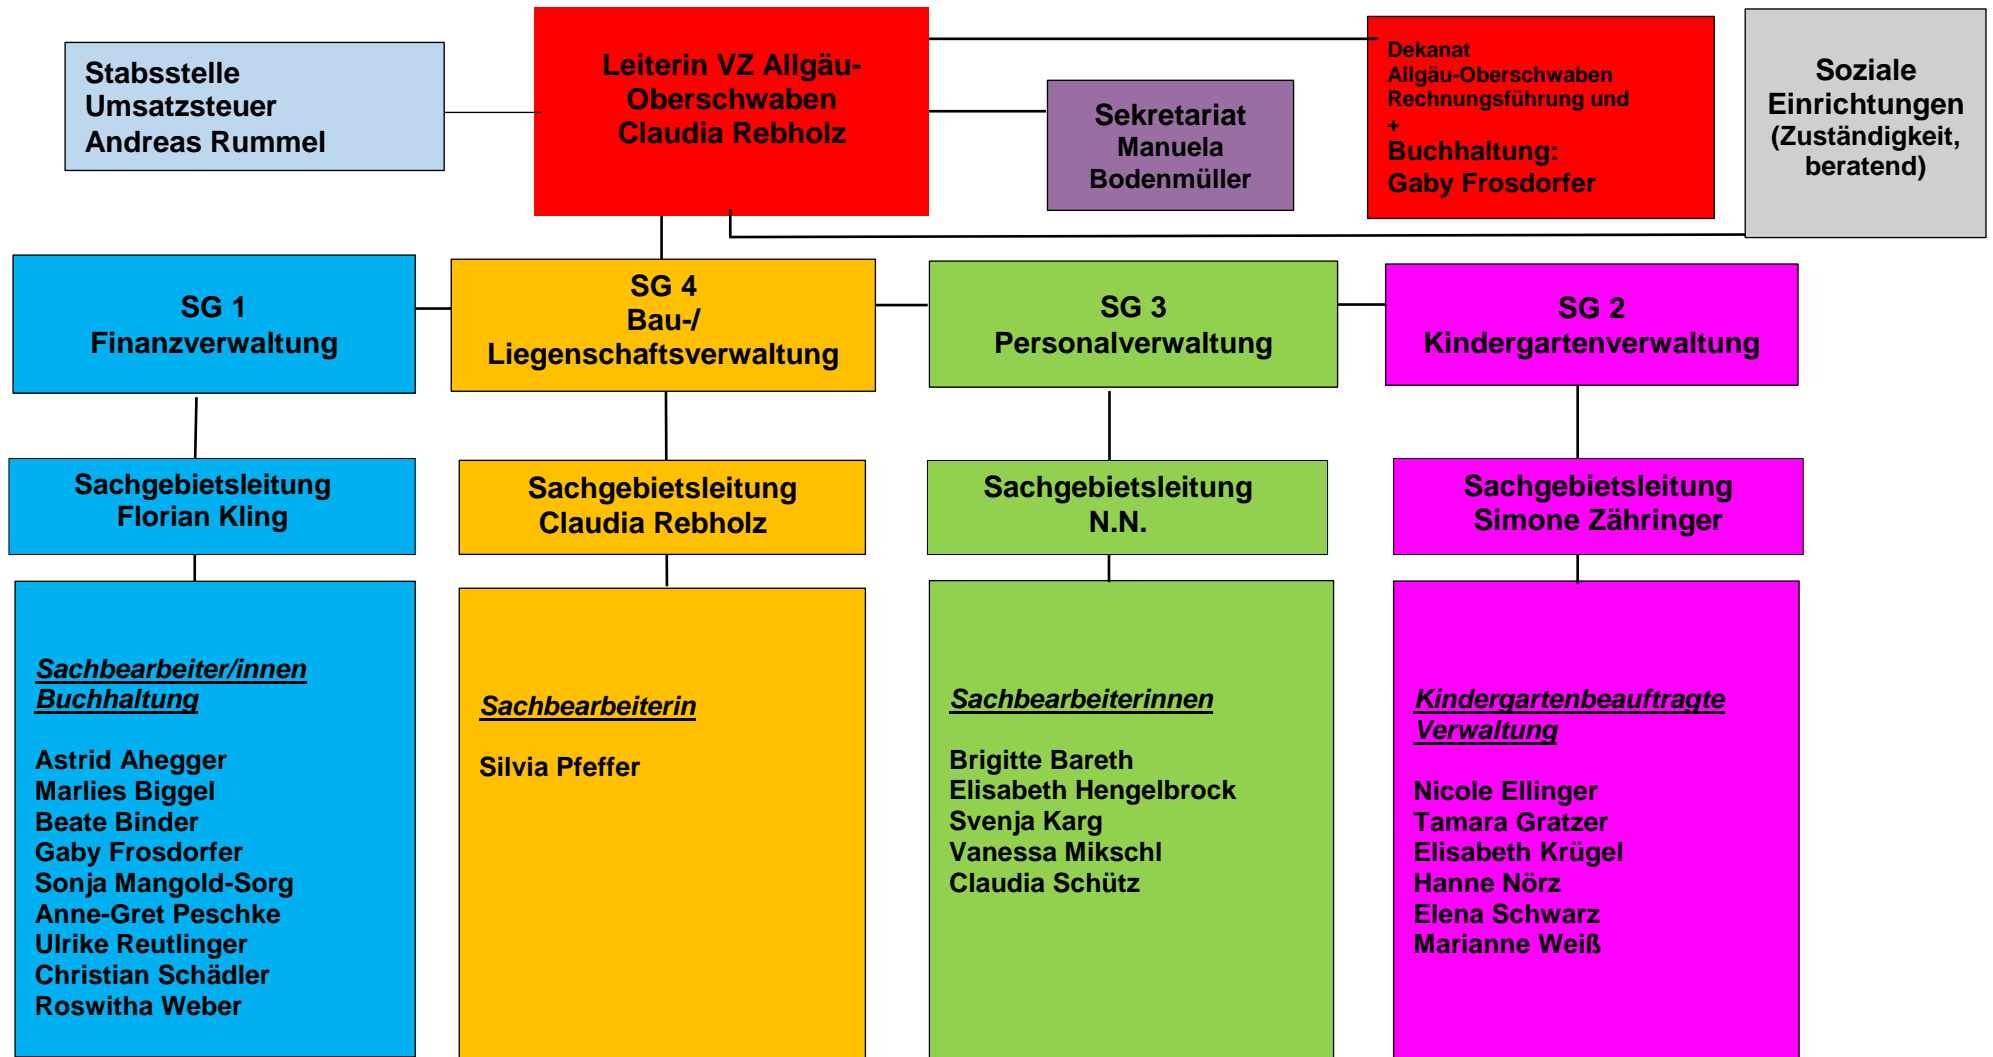 Stabsstelle
Umsatzsteuer
Andreas Rummel
Leiterin VZ Allgäu-
Oberschwaben
Claudia Rebholz
Sekretariat
Manuela
Bodenmüller
Dekanat
Allgäu-Oberschwaben
Rechnungsführung und
+
Buchhaltung:
Gaby Frosdorfer
Soziale
Einrichtungen
(Zuständigkeit,
beratend)
SG 1
Finanzverwaltung
SG 4
Bau-/
Liegenschaftsverwaltung
SG 3
Personalverwaltung
SG 2
Kindergartenverwaltung
Sachgebietsleitung
Florian Kling
Sachgebietsleitung
Claudia Rebholz
Sachgebietsleitung
N.N.
Sachgebietsleitung
Simone Zähringer
Sachbearbeiter/innen
Buchhaltung
Astrid Ahegger
Marlies Biggel
Beate Binder
Gaby Frosdorfer
Sonja Mangold-Sorg
Anne-Gret Peschke
Ulrike Reutlinger
Christian Schädler
Roswitha Weber
Sachbearbeiterin
Silvia Pfeffer
Sachbearbeiterinnen
Brigitte Bareth
Elisabeth Hengelbrock
Svenja Karg
Vanessa Mikschl
Claudia Schütz
Kindergartenbeauftragte
Verwaltung
Nicole Ellinger
Tamara Gratzer
Elisabeth Krügel
Hanne Nörz
Elena Schwarz
Marianne Weiß